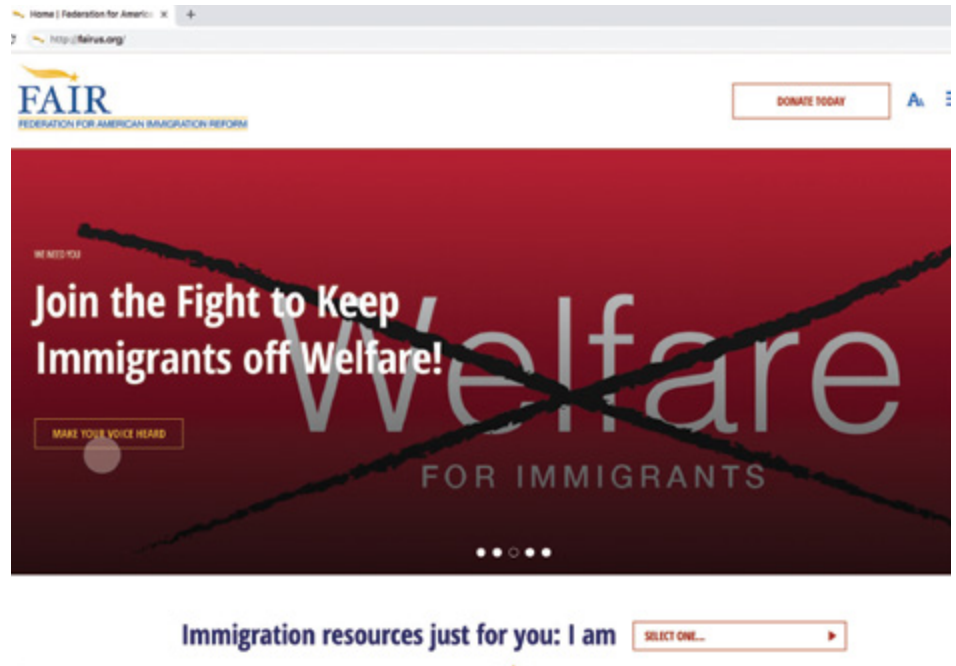 Home | Federation for Americ
http://fairus.org/
FAIR
FEDERATION FOR AMERICAN IMMIGRATION REFORM
DONATE TODAY
AA
WE NEED YOU
Join the Fight to Keep
Immigrants off Welfare!
MAKE YOUR VOICE HEARD
Welfare
FOR IMMIGRANTS
Immigration resources just for you: I am
SELECT ONE...